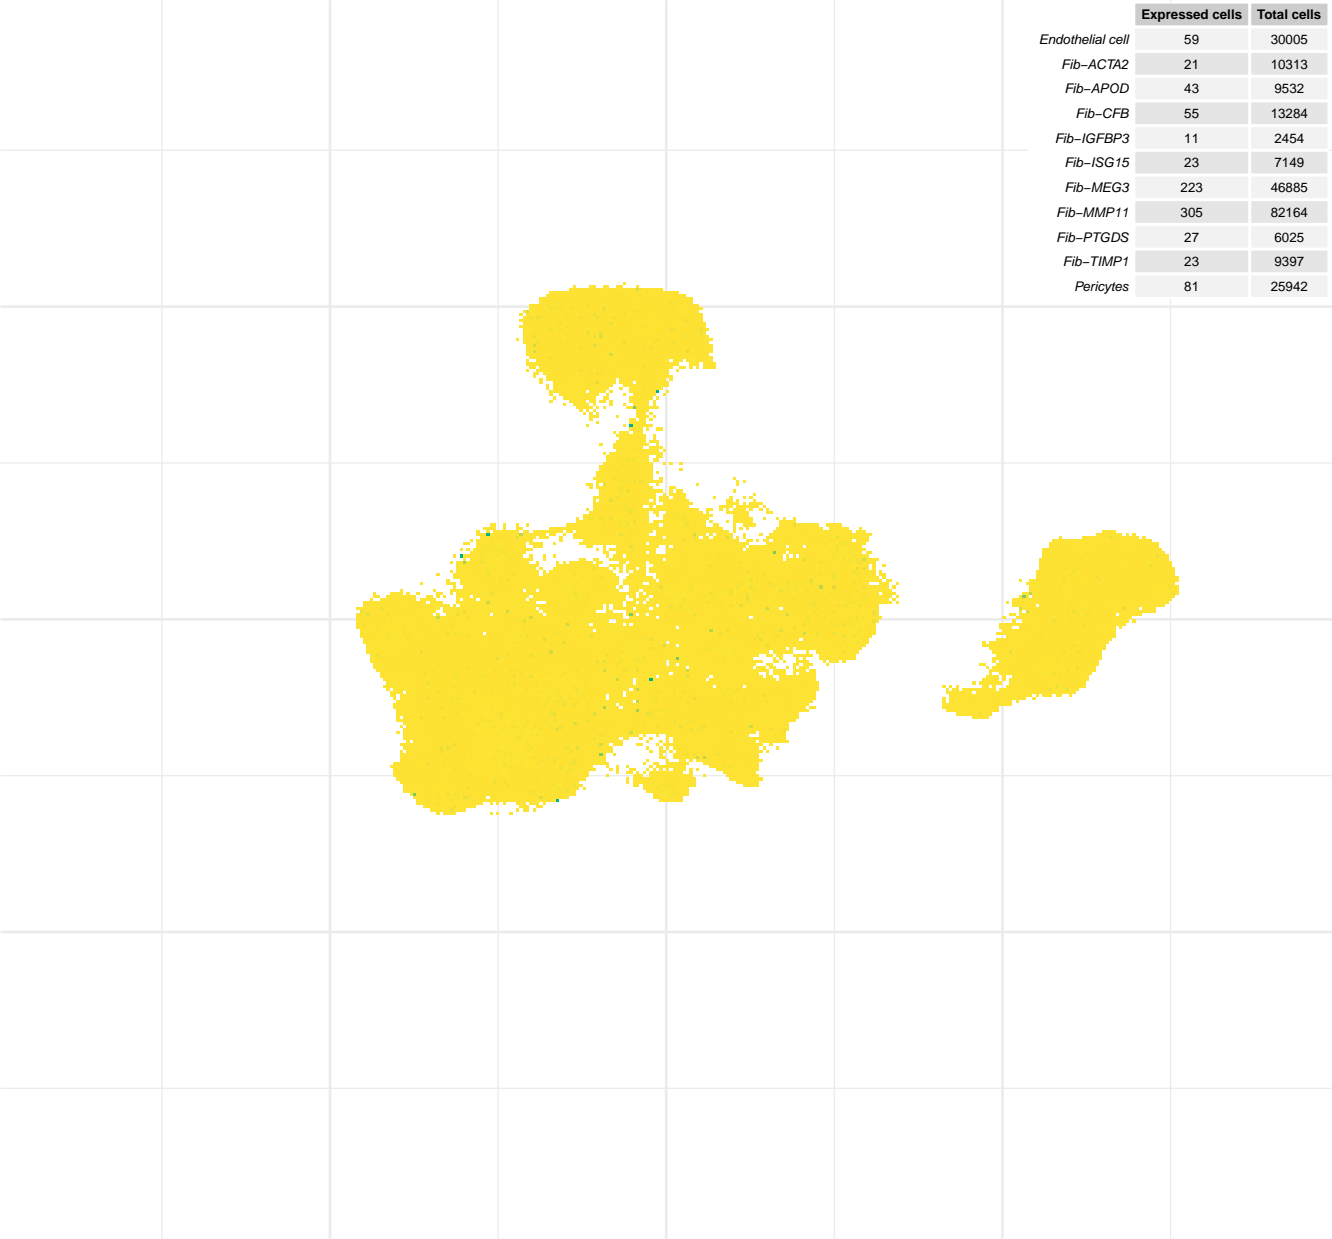 Expressed cells Total cells
Endothelial cell 59 30005
Fib−ACTA2 21 10313
Fib−APOD 43 9532
Fib−CFB 55 13284
Fib−IGFBP3 11 2454
Fib−ISG15 23 7149
Fib−MEG3 223 46885
Fib−MMP11 305 82164
Fib−PTGDS 27 6025
Fib−TIMP1 23 9397
Pericytes 81 25942